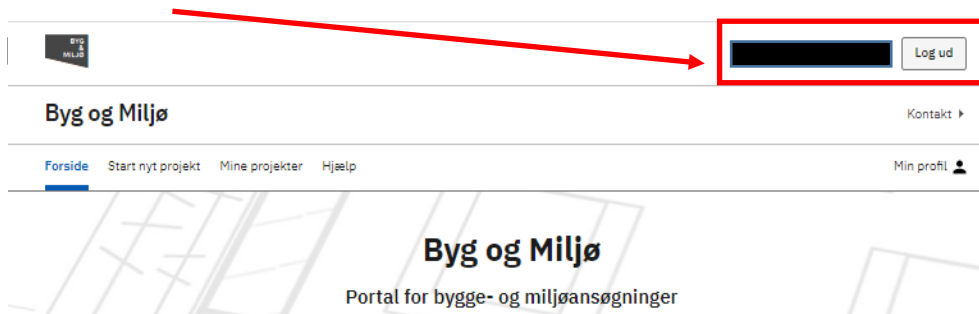 BYG
&
MILJØ
Log ud
Byg og Miljø
Kontakt
Forside Start nyt projekt Mine projekter Hjælp
Min profil
Byg og Miljø
Portal for bygge- og miljøansøgninger